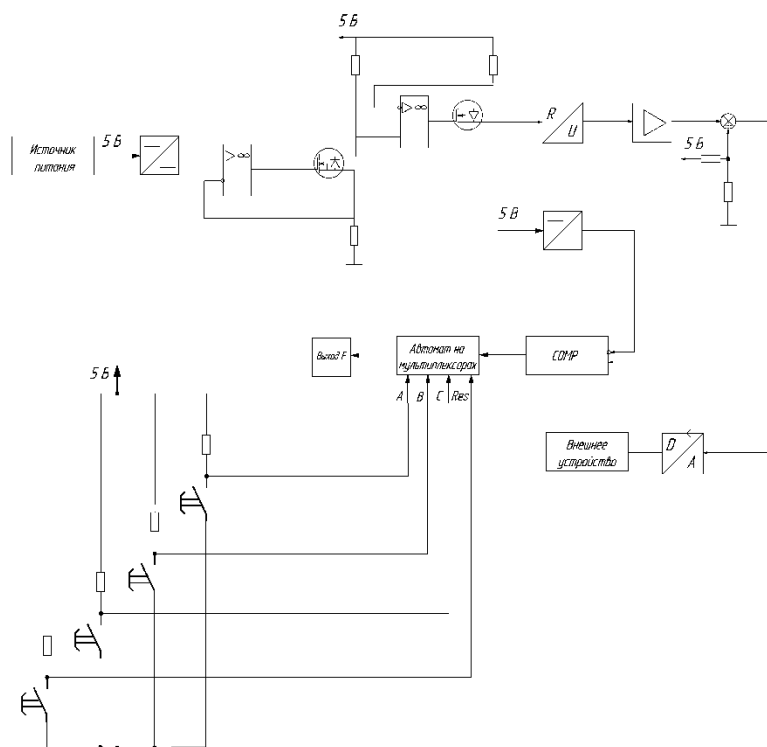 5 В
Источник
питания
5 В
R
U
5 В
5 В
Выход F
Автомат на
мультиплексорах
COMP
A
B
C
Res
5 В
Внешнее
устройство
D
A